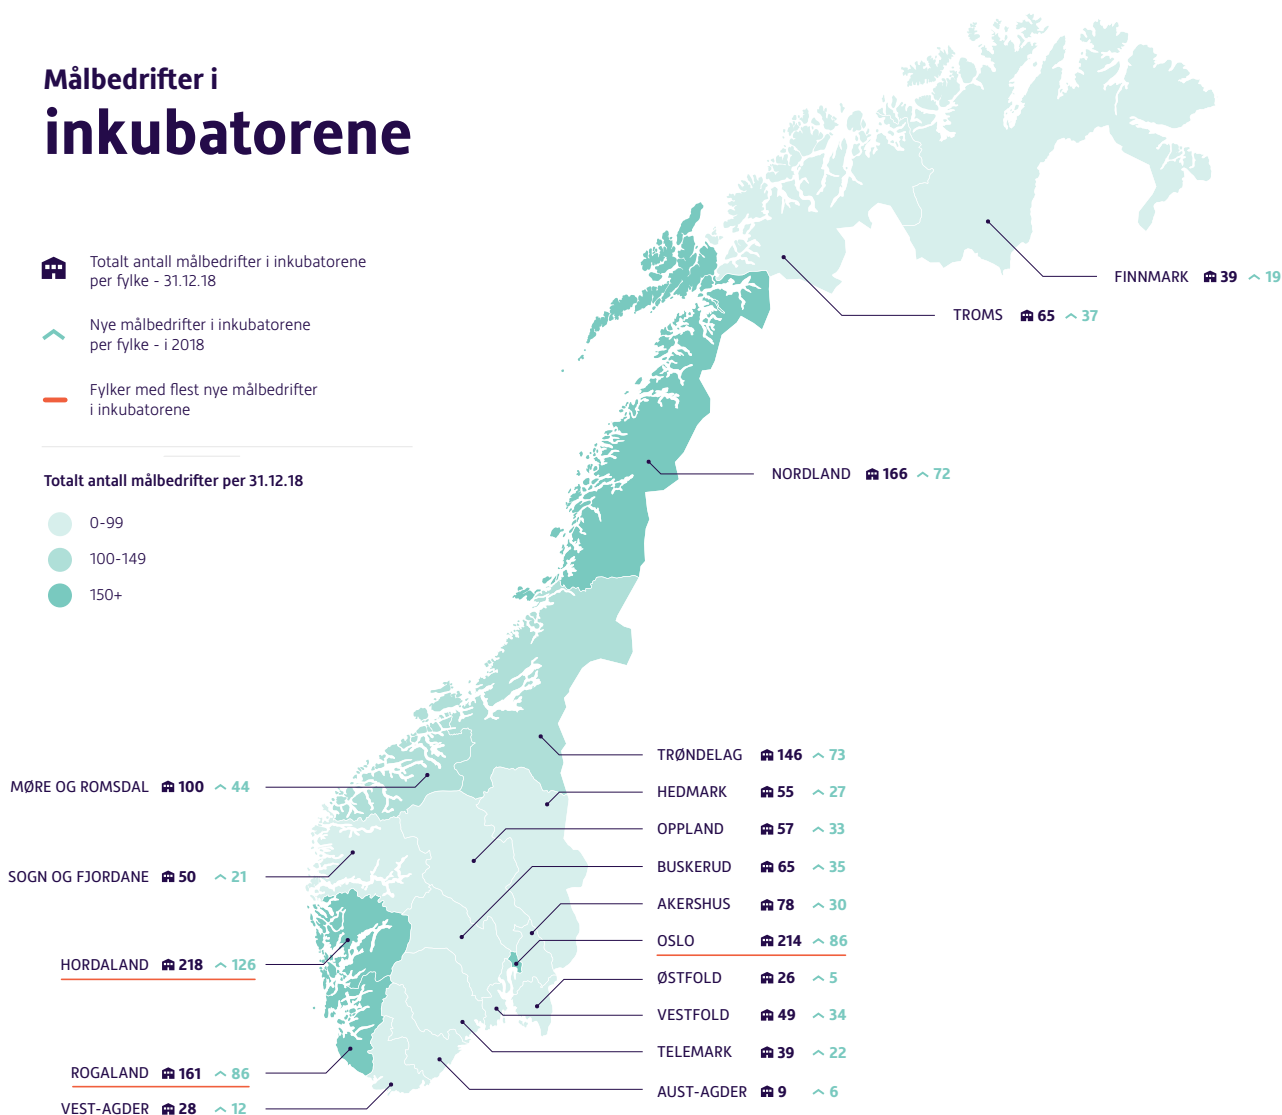 Målbedrifter i
inkubatorene
Totalt antall målbedrifter i inkubatorene
per fylke - 31.12.18
Nye målbedrifter i inkubatorene
per fylke - i 2018
Fylker med flest nye målbedrifter
i inkubatorene
Totalt antall målbedrifter per 31.12.18
0-99
100-149
150+
FINNMARK 39 19
TROMS 65 37
NORDLAND 166 72
TRØNDELAG 146 73
HEDMARK 55 27
OPPLAND 57 33
BUSKERUD 65 35
AKERSHUS 78 30
OSLO 214 86
ØSTFOLD 26 5
VESTFOLD 49 34
TELEMARK 39 22
AUST-AGDER 9 6
MØRE OG ROMSDAL 100 44
SOGN OG FJORDANE 50 21
HORDALAND 218 126
ROGALAND 161 86
VEST-AGDER 28 12